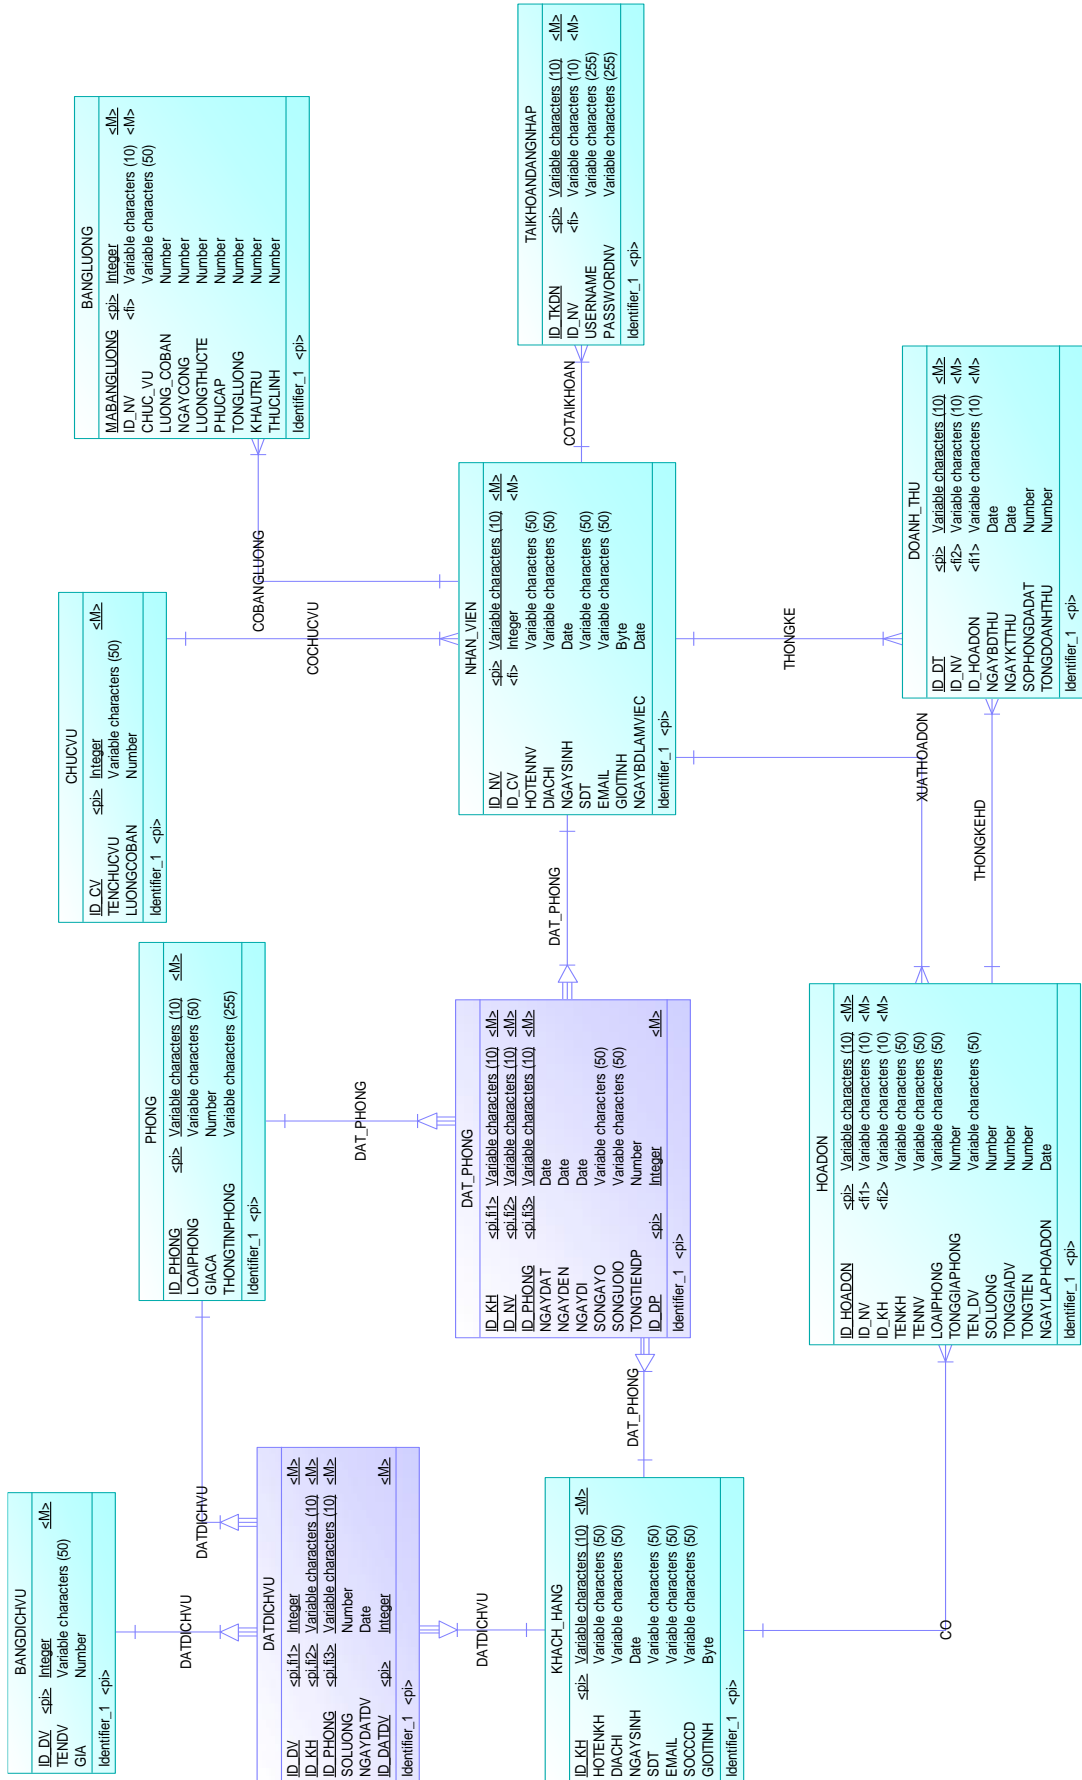 BANGDICHVU
ID_DV <pi> Integer <M>
TENDV Variable characters (50)
GIA Number
Identifier_1 <pi>
DATDICHVU
DATDICHVU
DATDICHVU
ID_DV <pi,fi1> Integer <M>
ID_KH <pi,fi2> Variable characters (10) <M>
ID_PHONG <pi,fi3> Variable characters (10) <M>
SOLUONG Number
NGAYDATDV Date
ID_DATDV <pi> Integer <M>
Identifier_1 <pi>
DATDICHVU
KHACH_HANG
ID_KH <pi> Variable characters (10) <M>
HOTENKH Variable characters (50)
DIACHI Variable characters (50)
NGAYSINH Date
SDT Variable characters (50)
EMAIL Variable characters (50)
SOCCCD Variable characters (50)
GIOITINH Byte
Identifier_1 <pi>
CO
PHONG
ID_PHONG <pi> Variable characters (10) <M>
LOAIPHONG Variable characters (50)
GIACA Number
THONGTINPHONG Variable characters (255)
Identifier_1 <pi>
DAT_PHONG
DAT_PHONG
ID_KH <pi,fi1> Variable characters (10) <M>
ID_NV <pi,fi2> Variable characters (10) <M>
ID_PHONG <pi,fi3> Variable characters (10) <M>
NGAYDAT Date
NGAYDEN Date
NGAYDI Date
SONGAYO Variable characters (50)
SONGUOIO Variable characters (50)
TONGTIENDP Number
ID_DP <pi> Integer <M>
Identifier_1 <pi>
DAT_PHONG
DAT_PHONG
HOADON
ID_HOADON <pi> Variable characters (10) <M>
ID_NV <fi1> Variable characters (10) <M>
ID_KH <fi2> Variable characters (10) <M>
TENKH Variable characters (50)
TENNV Variable characters (50)
LOAIPHONG Variable characters (50)
TONGGIAPHONG Number
TEN_DV Variable characters (50)
SOLUONG Number
TONGGIADV Number
TONGTIEN Number
NGAYLAPHOADON Date
Identifier_1 <pi>
CHUCVU
ID_CV <pi> Integer <M>
TENCHUCVU Variable characters (50)
LUONGCOBAN Number
Identifier_1 <pi>
COCHUCVU
COBANGLUONG
NHAN_VIEN
ID_NV <pi> Variable characters (10) <M>
ID_CV <fi> Integer <M>
HOTENNV Variable characters (50)
DIACHI Variable characters (50)
NGAYSINH Date
SDT Variable characters (50)
EMAIL Variable characters (50)
GIOITINH Byte
NGAYBDLAMVIEC Date
Identifier_1 <pi>
THONGKE
XUATHOADON
THONGKEHD
BANGLUONG
MABANGLUONG <pi> Integer <M>
ID_NV <fi> Variable characters (10) <M>
CHUC_VU Variable characters (50)
LUONG_COBAN Number
NGAYCONG Number
LUONGTHUCTE Number
PHUCAP Number
TONGLUONG Number
KHAUTRU Number
THUCLINH Number
Identifier_1 <pi>
COTAIKHOAN
TAIKHOANDANGNHAP
ID_TKDN <pi> Variable characters (10) <M>
ID_NV <fi> Variable characters (10) <M>
USERNAME Variable characters (255)
PASSWORDNV Variable characters (255)
Identifier_1 <pi>
DOANH_THU
ID_DT <pi> Variable characters (10) <M>
ID_NV <fi2> Variable characters (10) <M>
ID_HOADON <fi1> Variable characters (10) <M>
NGAYBDTHU Date
NGAYKTTHU Date
SOPHONGDADAT Number
TONGDOANHTHU Number
Identifier_1 <pi>